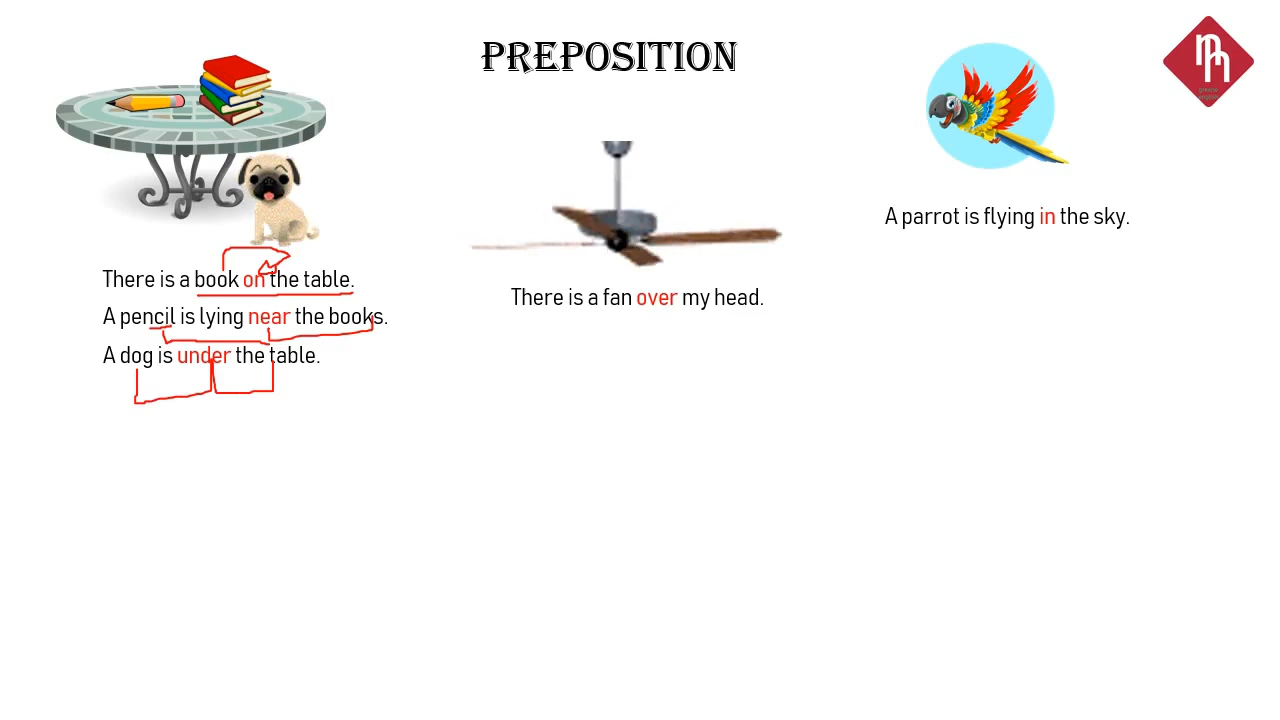 PREPOSITION
There is a book on the table.
A pencil is lying near the books.
A dog is under the table.
There is a fan over my head.
A parrot is flying in the sky.